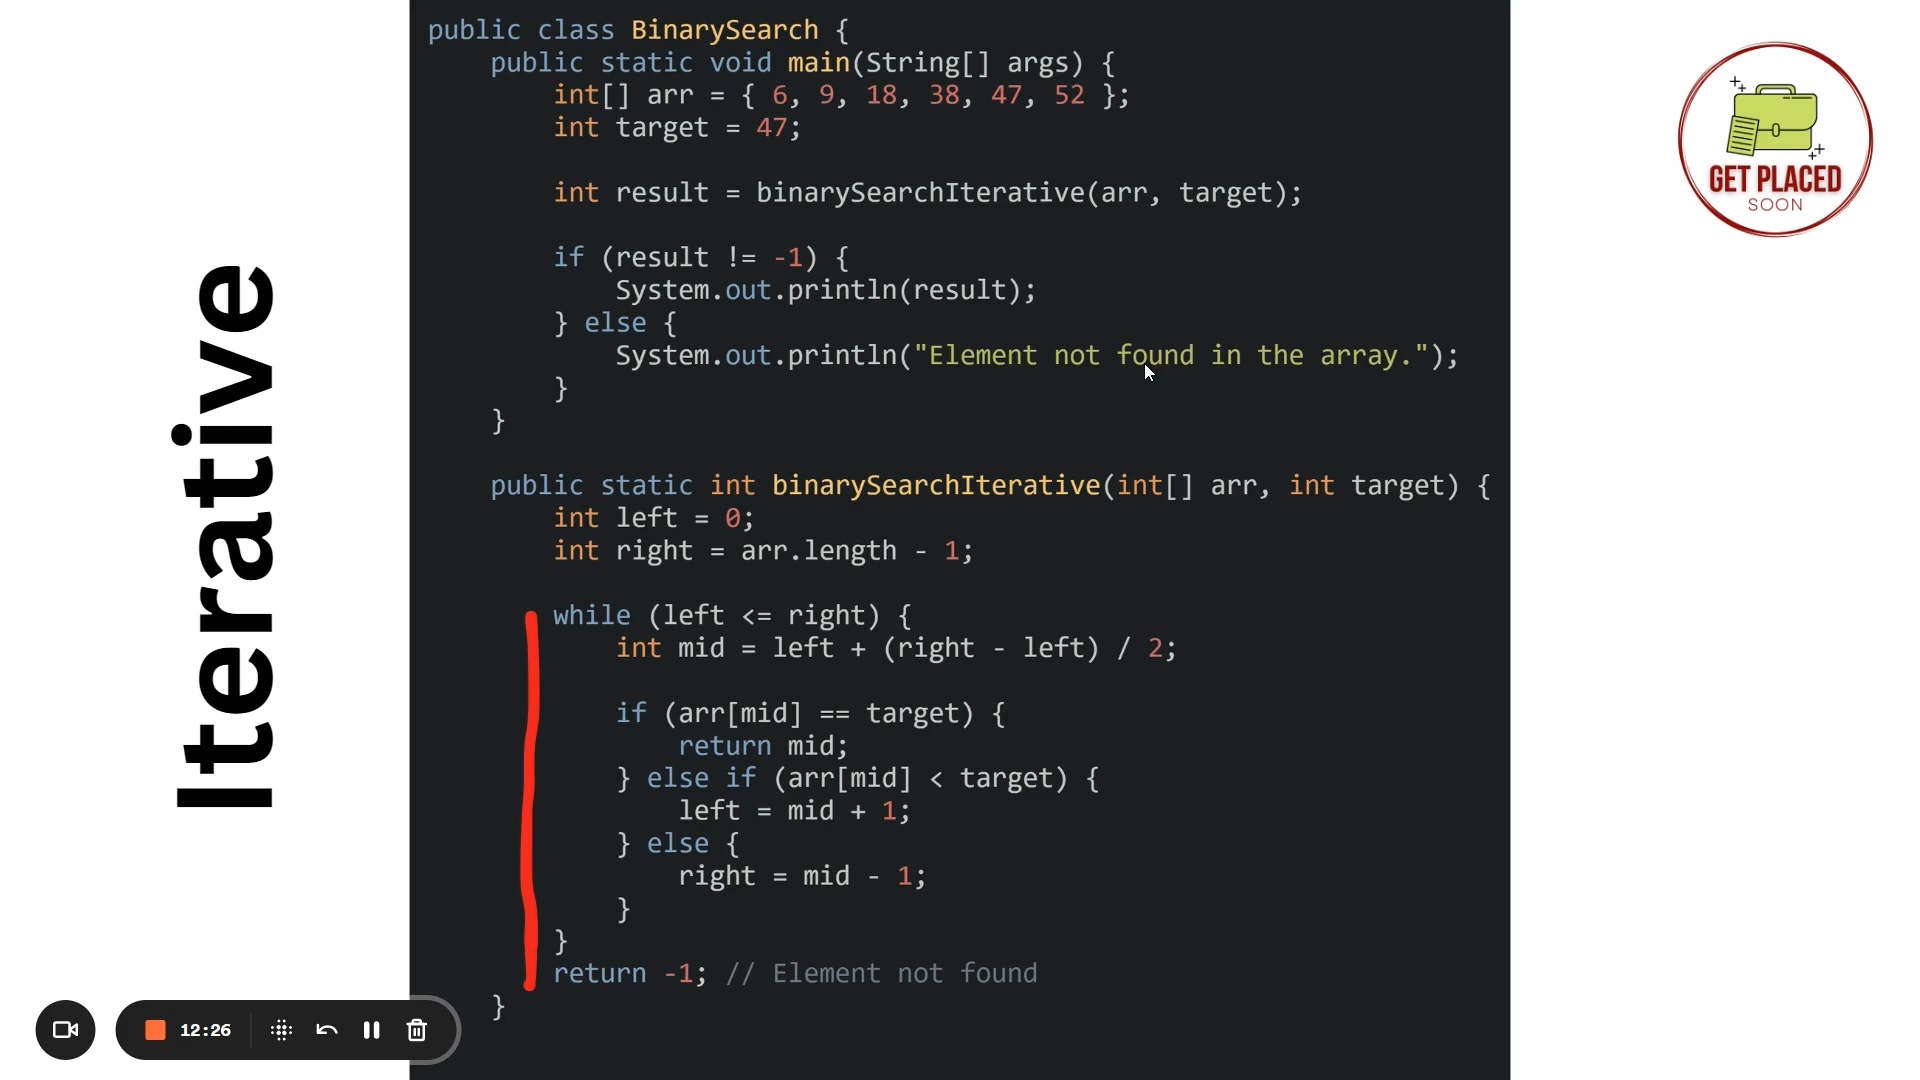 Iterative
public class BinarySearch {
public static void main(String[] args) {
int[] arr = { 6, 9, 18, 38, 47, 52 };
int target = 47;
int result = binarySearchIterative(arr, target);
if (result != -1) {
System.out.println(result);
} else {
System.out.println("Element not found in the array.");
}
}
public static int binarySearchIterative(int[] arr, int target) {
int left = 0;
int right = arr.length - 1;
while (left <= right) {
int mid = left + (right - left) / 2;
if (arr[mid] == target) {
return mid;
} else if (arr[mid] < target) {
left = mid + 1;
} else {
right = mid - 1;
}
}
return -1; // Element not found
}
GET PLACED
SOON
12:26